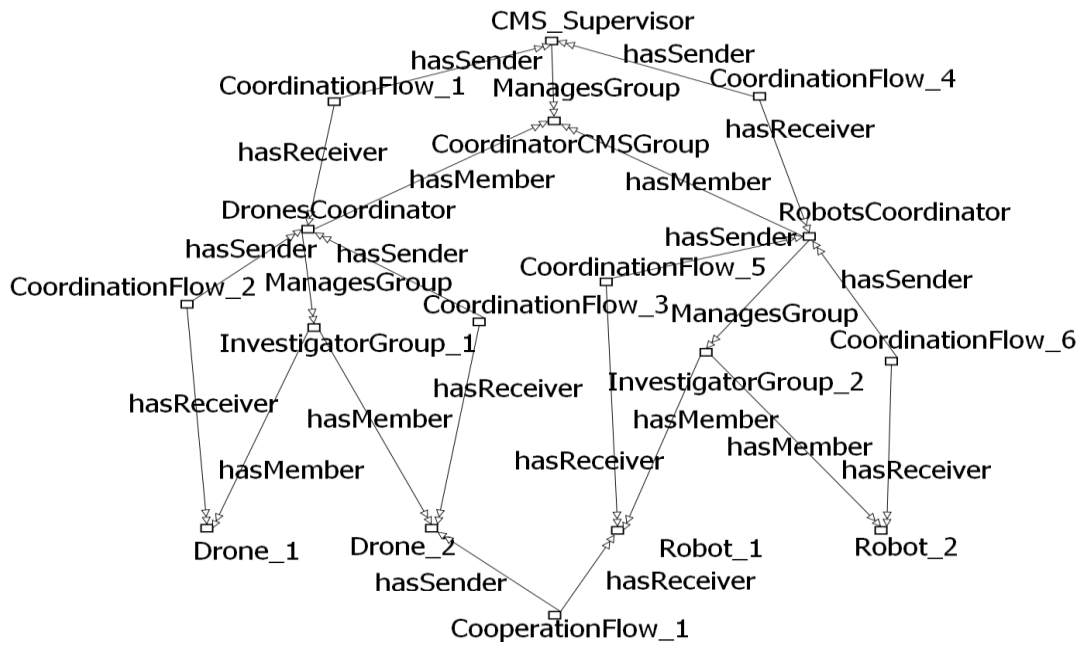 CMS_Supervisor
hasSender
hasSender
CoordinationFlow_1
ManagesGroup
CoordinationFlow_4
hasReceiver
CoordinatorCMSGroup
hasReceiver
hasMember
hasMember
DronesCoordinator
RobotsCoordinator
hasSender
hasSender
hasSender
CoordinationFlow_2
ManagesGroup
CoordinationFlow_5
hasSender
CoordinationFlow_3
ManagesGroup
InvestigatorGroup_1
CoordinationFlow_6
hasReceiver
hasReceiver
InvestigatorGroup_2
hasMember
hasMember
hasMember
hasMember
hasReceiver
hasReceiver
Drone_1
Drone_2
Robot_1
Robot_2
hasSender
hasReceiver
CooperationFlow_1